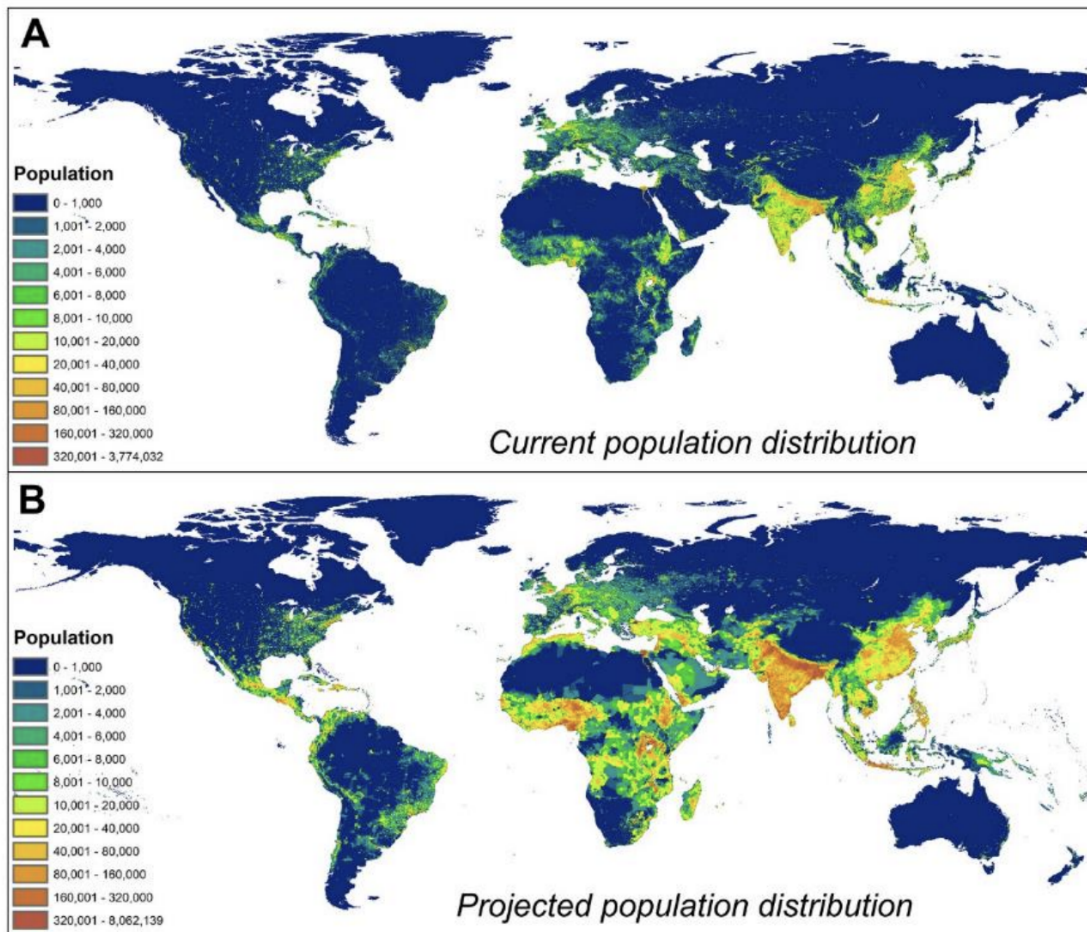 A
Population
0 - 1,000
1,001 - 2,000
2,001 - 4,000
4,001 - 6,000
6,001 - 8,000
8,001 - 10,000
10,001 - 20,000
20,001 - 40,000
40,001 - 80,000
80,001 - 160,000
160,001 - 320,000
320,001 - 3,774,032
Current population distribution
B
Population
0 - 1,000
1,001 - 2,000
2,001 - 4,000
4,001 - 6,000
6,001 - 8,000
8,001 - 10,000
10,001 - 20,000
20,001 - 40,000
40,001 - 80,000
80,001 - 160,000
160,001 - 320,000
320,001 - 8,062,139
Projected population distribution